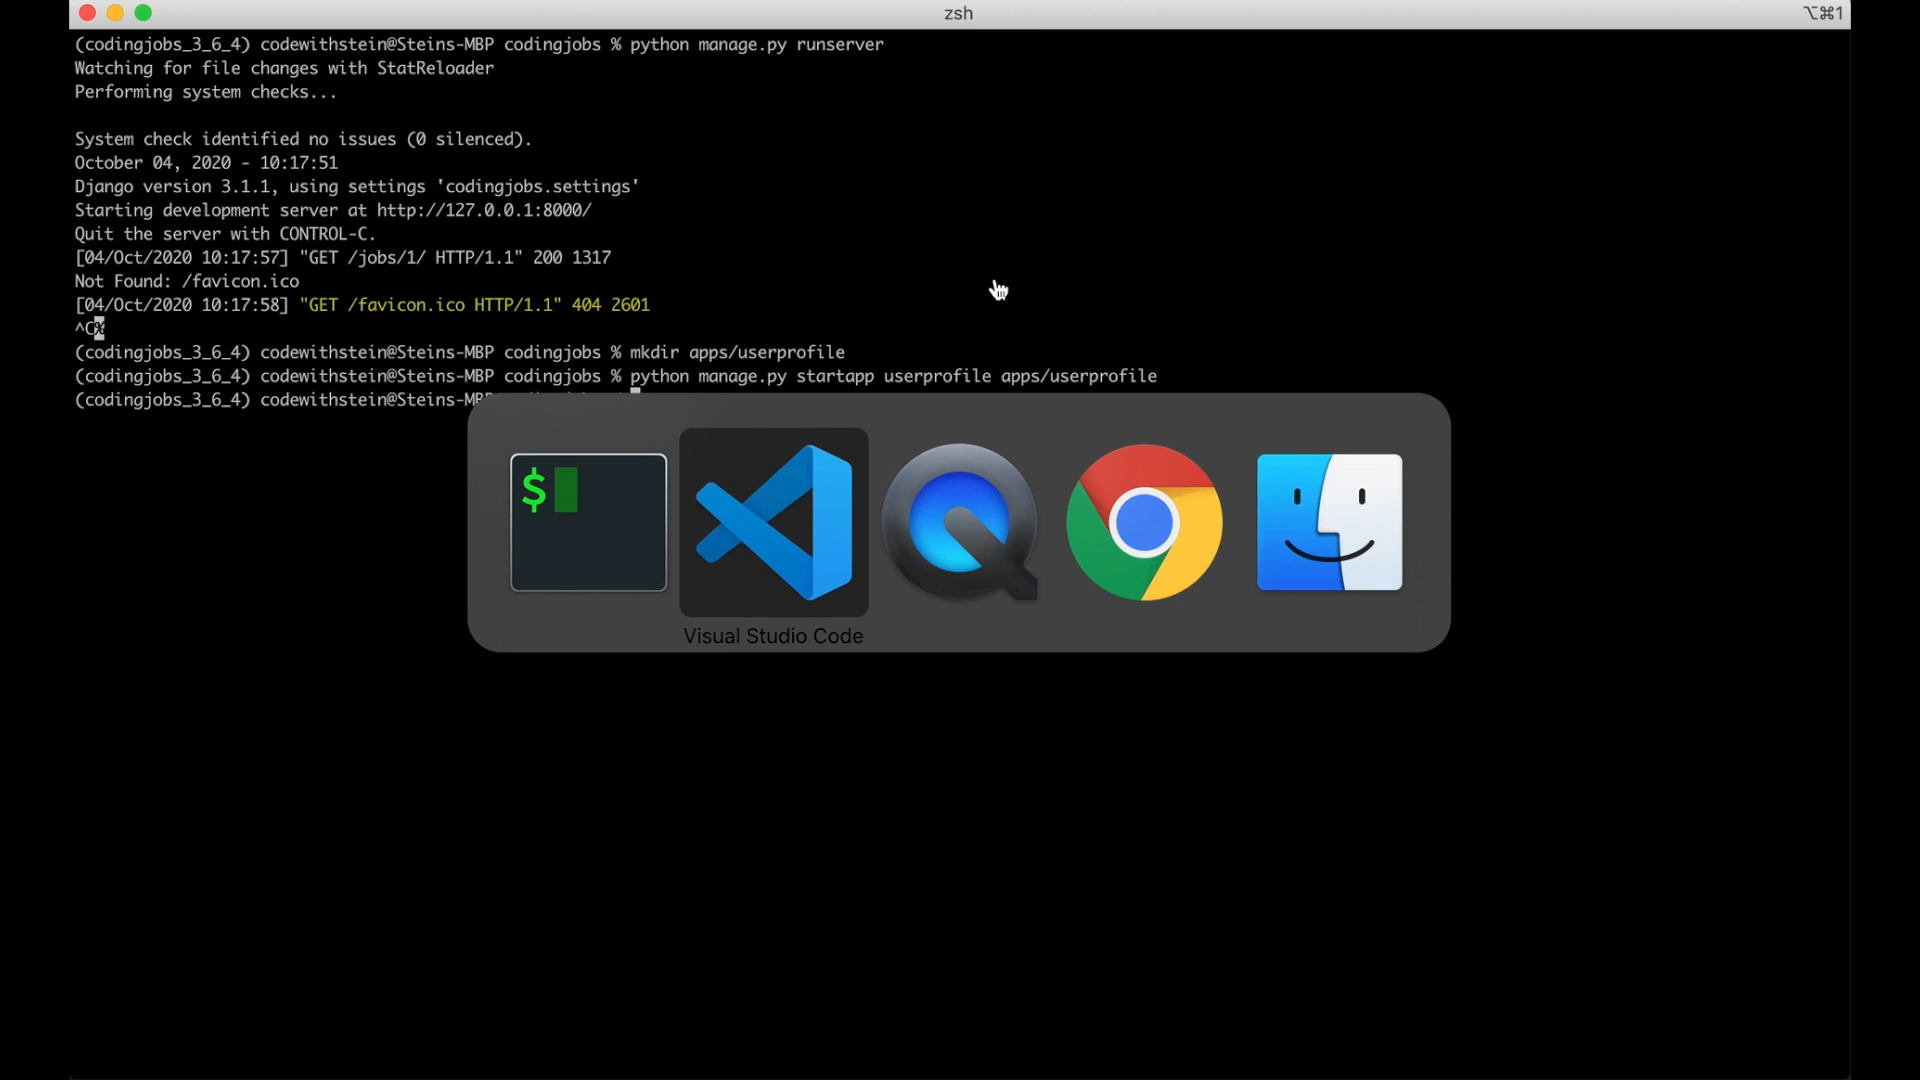 zsh
⌥⌘1
(codingjobs_3_6_4) codewithstein@Steins-MBP codingjobs % python manage.py runserver
Watching for file changes with StatReloader
Performing system checks...
System check identified no issues (0 silenced).
October 04, 2020 - 10:17:51
Django version 3.1.1, using settings 'codingjobs.settings'
Starting development server at http://127.0.0.1:8000/
Quit the server with CONTROL-C.
[04/Oct/2020 10:17:57] "GET /jobs/1/ HTTP/1.1" 200 1317
Not Found: /favicon.ico
[04/Oct/2020 10:17:58] "GET /favicon.ico HTTP/1.1" 404 2601
^C%
(codingjobs_3_6_4) codewithstein@Steins-MBP codingjobs % mkdir apps/userprofile
(codingjobs_3_6_4) codewithstein@Steins-MBP codingjobs % python manage.py startapp userprofile apps/userprofile
(codingjobs_3_6_4) codewithstein@Steins-MBP
$
Visual Studio Code